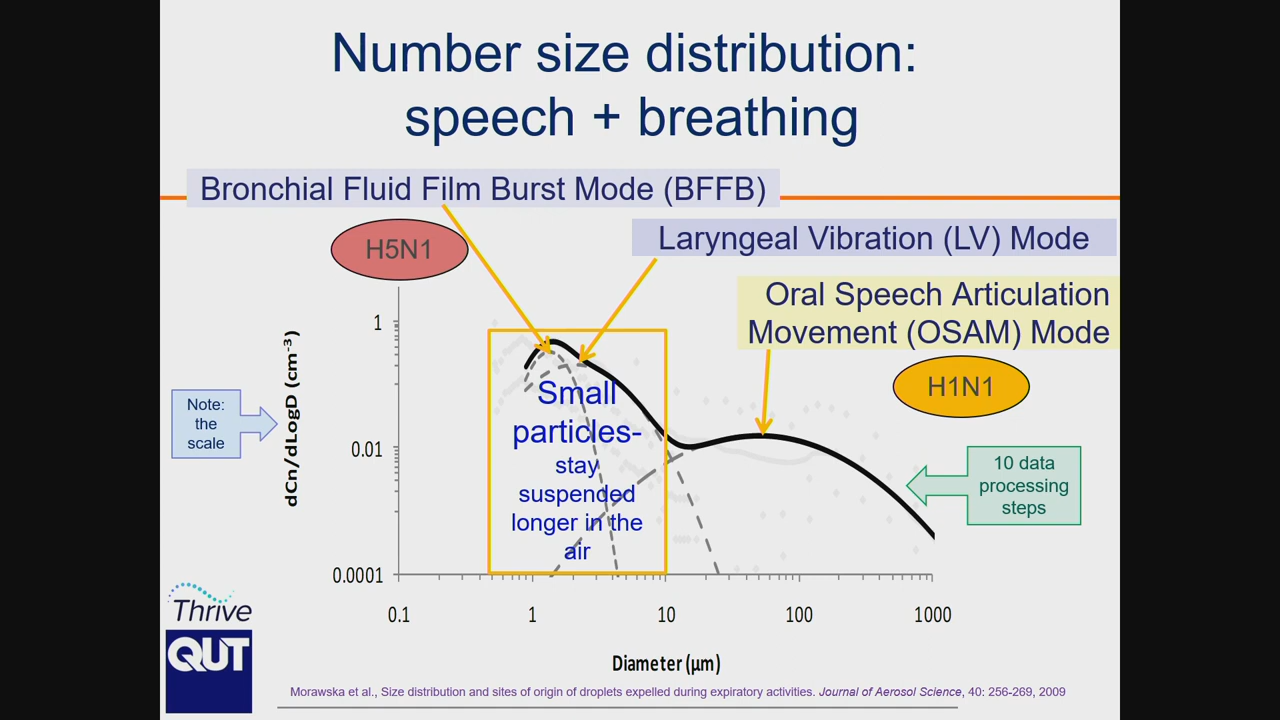 Number size distribution:
speech + breathing
Bronchial Fluid Film Burst Mode (BFFB)
H5N1
Laryngeal Vibration (LV) Mode
Oral Speech Articulation
Movement (OSAM) Mode
H1N1
Note:
the
scale
dCn/dLogD (cm⁻³)
1
0.01
0.0001
Small
particles-
stay
suspended
longer in the
air
10 data
processing
steps
0.1 1 10 100 1000
Diameter (µm)
Thrive
QUT
Morawska et al., Size distribution and sites of origin of droplets expelled during expiratory activities. Journal of Aerosol Science, 40: 256-269, 2009